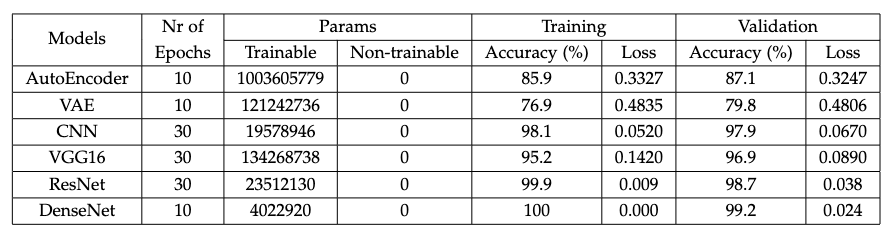 Models Nr of Epochs Params Training Validation
Trainable Non-trainable Accuracy (%) Loss Accuracy (%) Loss
AutoEncoder 10 1003605779 0 85.9 0.3327 87.1 0.3247
VAE 10 121242736 0 76.9 0.4835 79.8 0.4806
CNN 30 19578946 0 98.1 0.0520 97.9 0.0670
VGG16 30 134268738 0 95.2 0.1420 96.9 0.0890
ResNet 30 23512130 0 99.9 0.009 98.7 0.038
DenseNet 10 4022920 0 100 0.000 99.2 0.024